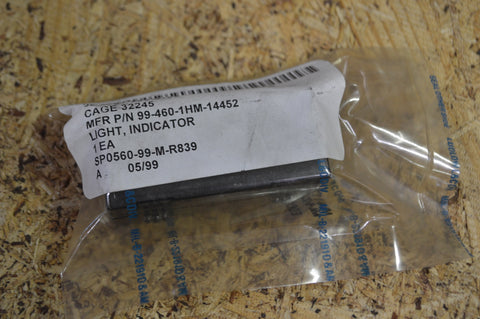 CAGE 32245
MFR P/N 99-460-1HM-14452
LIGHT, INDICATOR
1 EA
SP0560-99-M-R839
A 05/99